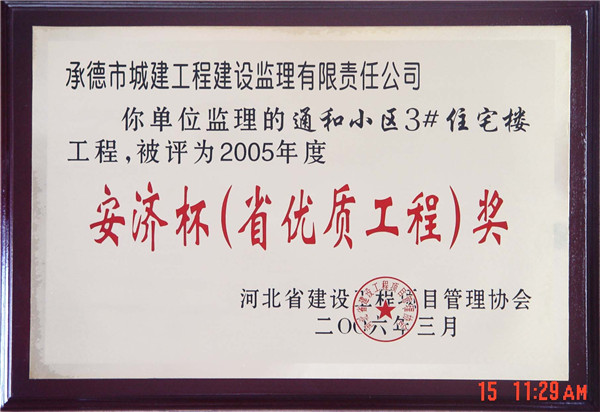 承德市城建工程建设监理有限责任公司
你单位监理的通和小区3#住宅楼
工程,被评为2005年度
安济杯(省优质工程)奖
河北省建设工程项目管理协会
二〇〇六年三月
15 11:29AM